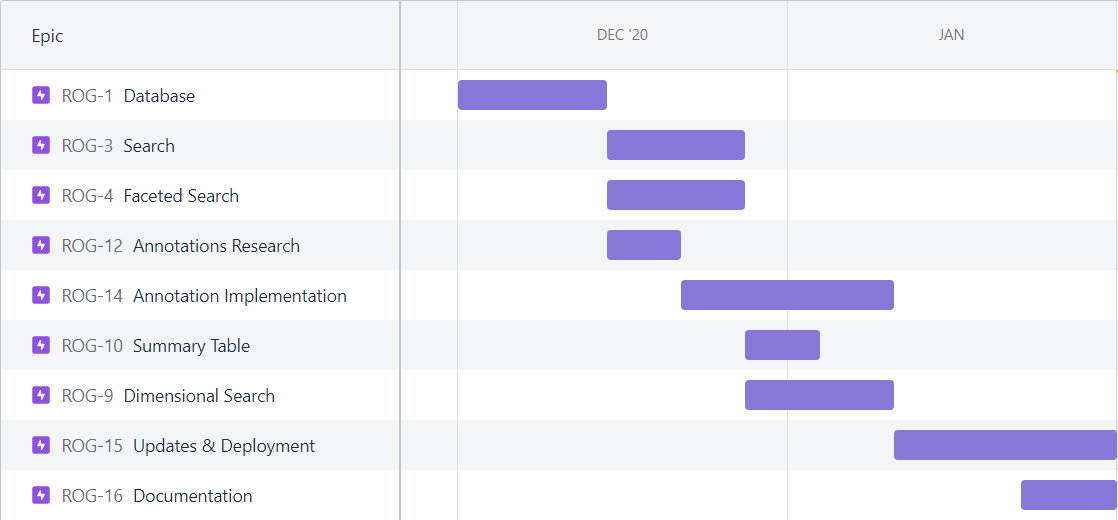 Epic DEC '20 JAN
ROG-1 Database
ROG-3 Search
ROG-4 Faceted Search
ROG-12 Annotations Research
ROG-14 Annotation Implementation
ROG-10 Summary Table
ROG-9 Dimensional Search
ROG-15 Updates & Deployment
ROG-16 Documentation